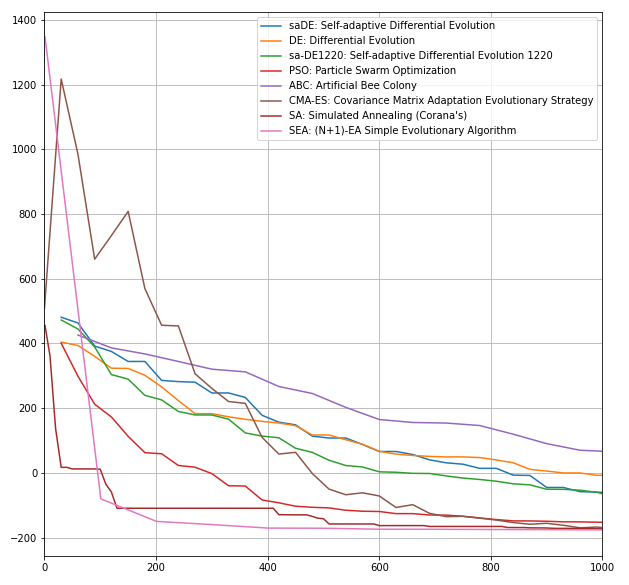 1400
1200
1000
800
600
400
200
0
−200
0
200
400
600
800
1000
saDE: Self-adaptive Differential Evolution
DE: Differential Evolution
sa-DE1220: Self-adaptive Differential Evolution 1220
PSO: Particle Swarm Optimization
ABC: Artificial Bee Colony
CMA-ES: Covariance Matrix Adaptation Evolutionary Strategy
SA: Simulated Annealing (Corana's)
SEA: (N+1)-EA Simple Evolutionary Algorithm